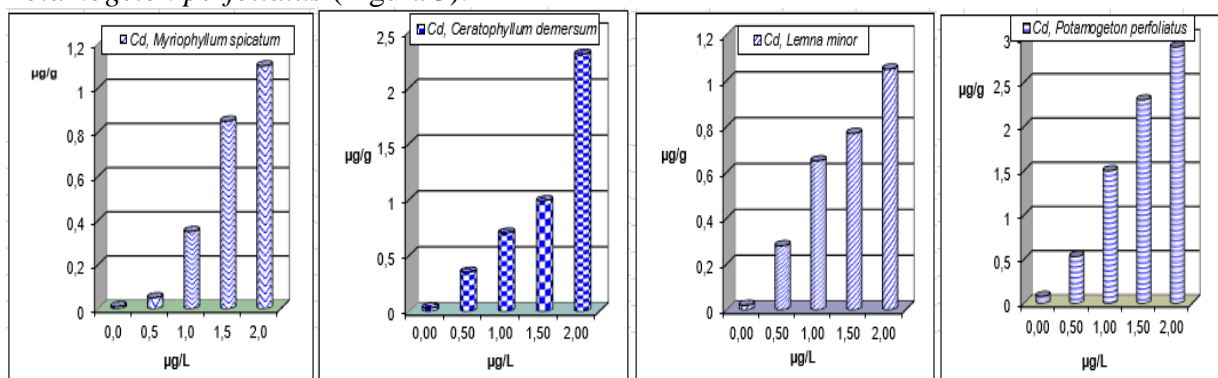 Cd, Myriophyllum spicatum
µg/g
1,2
1
0,8
0,6
0,4
0,2
0
0,0 0,5 1,0 1,5 2,0
µg/L
Cd, Ceratophyllum demersum
µg/g
2,5
2
1,5
1
0,5
0
0,00 0,50 1,00 1,50 2,00
µg/L
Cd, Lemna minor
µg/g
1,2
1
0,8
0,6
0,4
0,2
0
0,00 0,50 1,00 1,50 2,00
µg/L
Cd, Potamogeton perfoliatus
µg/g
3
2,5
2
1,5
1
0,5
0
0,00 0,50 1,00 1,50 2,00
µg/L